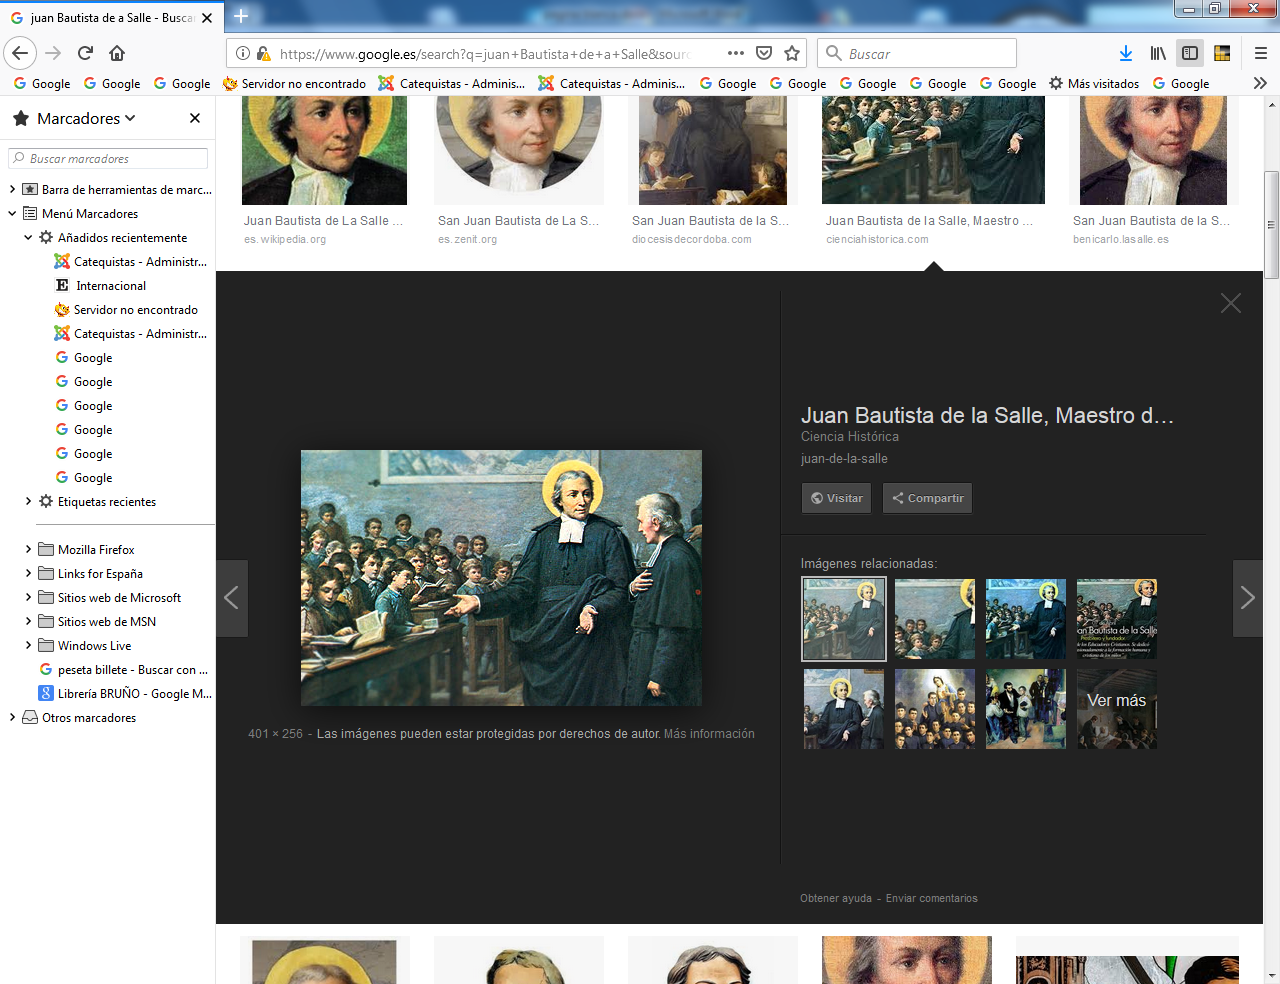 juan Bautista de a Salle - Buscar
https://www.google.es/search?q=juan+Bautista+de+a+Salle&sourc
Buscar
Google
Google
Google
Servidor no encontrado
Catequistas - Adminis...
Catequistas - Adminis...
Google
Google
Google
Google
Google
Más visitados
Google
Marcadores
Buscar marcadores
Barra de herramientas de marc...
Menú Marcadores
Añadidos recientemente
Catequistas - Administr...
Internacional
Servidor no encontrado
Catequistas - Administr...
Google
Google
Google
Google
Google
Google
Etiquetas recientes
Mozilla Firefox
Links for España
Sitios web de Microsoft
Sitios web de MSN
Windows Live
peseta billete - Buscar con ...
Librería BRUÑO - Google M...
Otros marcadores
Juan Bautista de La Salle ...
es.wikipedia.org
San Juan Bautista de La S...
es.zenit.org
San Juan Bautista de la S...
diocesisdecordoba.com
Juan Bautista de la Salle, Maestro ...
cienciahistorica.com
San Juan Bautista de la S...
benicarlo.lasalle.es
Juan Bautista de la Salle, Maestro d...
Ciencia Histórica
juan-de-la-salle
Visitar
Compartir
Imágenes relacionadas:
uan Bautista de la Salle
Presbítero y fundador
Ver más
401 × 256 - Las imágenes pueden estar protegidas por derechos de autor. Más información
Obtener ayuda - Enviar comentarios